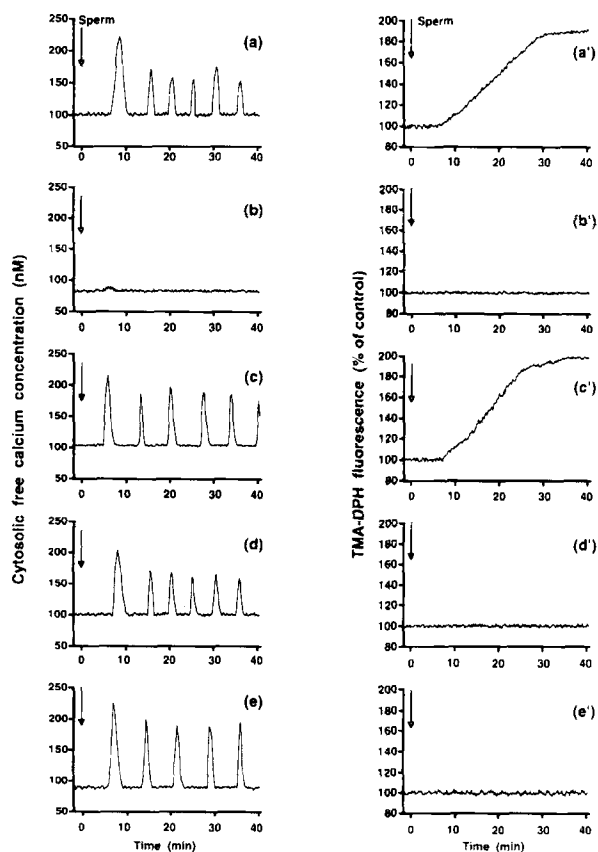 Cytosolic free calcium concentration (nM)
Sperm
(a)
250
200
150
100
50
0 10 20 30 40
(b)
250
200
150
100
50
0 10 20 30 40
(c)
250
200
150
100
50
0 10 20 30 40
(d)
250
200
150
100
50
0 10 20 30 40
(e)
250
200
150
100
50
0 10 20 30 40
Time (min)
TMA-DPH fluorescence (% of control)
Sperm
(a')
200
180
160
140
120
100
80
0 10 20 30 40
(b')
200
180
160
140
120
100
80
0 10 20 30 40
(c')
200
180
160
140
120
100
80
0 10 20 30 40
(d')
200
180
160
140
120
100
80
0 10 20 30 40
(e')
200
180
160
140
120
100
80
0 10 20 30 40
Time (min)